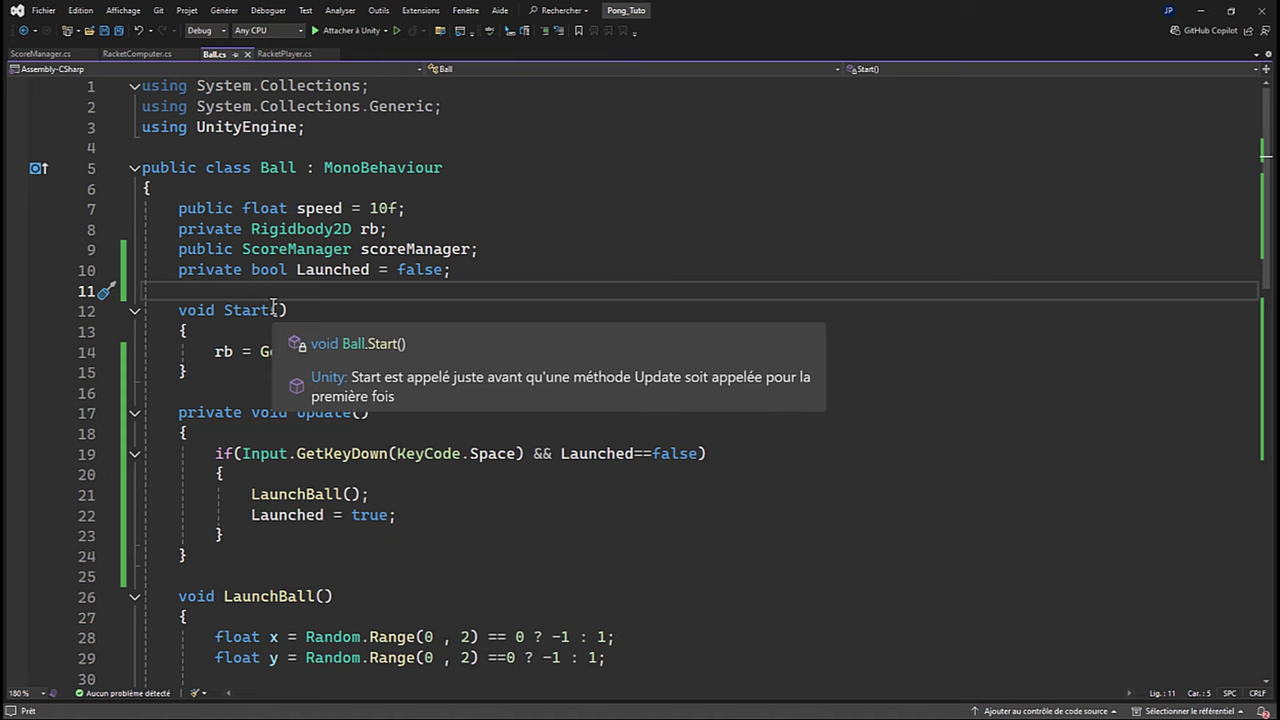 Fichier Edition Affichage Git Projet Générer Déboguer Test Analyser Outils Extensions Fenêtre Aide Rechercher Pong_Tuto JP
Debug Any CPU Attacher à Unity GitHub Copilot
ScoreManager.cs RacketComputer.cs Ball.cs RacketPlayer.cs
Assembly-CSharp Ball Start()
1 using System.Collections;
2 using System.Collections.Generic;
3 using UnityEngine;
4
5 public class Ball : MonoBehaviour
6 {
7 public float speed = 10f;
8 private Rigidbody2D rb;
9 public ScoreManager scoreManager;
10 private bool Launched = false;
11
12 void Start()
13 {
void Ball.Start()
14 rb = Ge
Unity: Start est appelé juste avant qu'une méthode Update soit appelée pour la
15 }
première fois
16
17 private void Update()
18 {
19 if(Input.GetKeyDown(KeyCode.Space) && Launched==false)
20 {
21 LaunchBall();
22 Launched = true;
23 }
24 }
25
26 void LaunchBall()
27 {
28 float x = Random.Range(0 , 2) == 0 ? -1 : 1;
29 float y = Random.Range(0 , 2) ==0 ? -1 : 1;
30
180 % Aucun problème détecté Lig. : 11 Car. : 5 SPC CRLF
Prêt Ajouter au contrôle de code source Sélectionner le référentiel 2